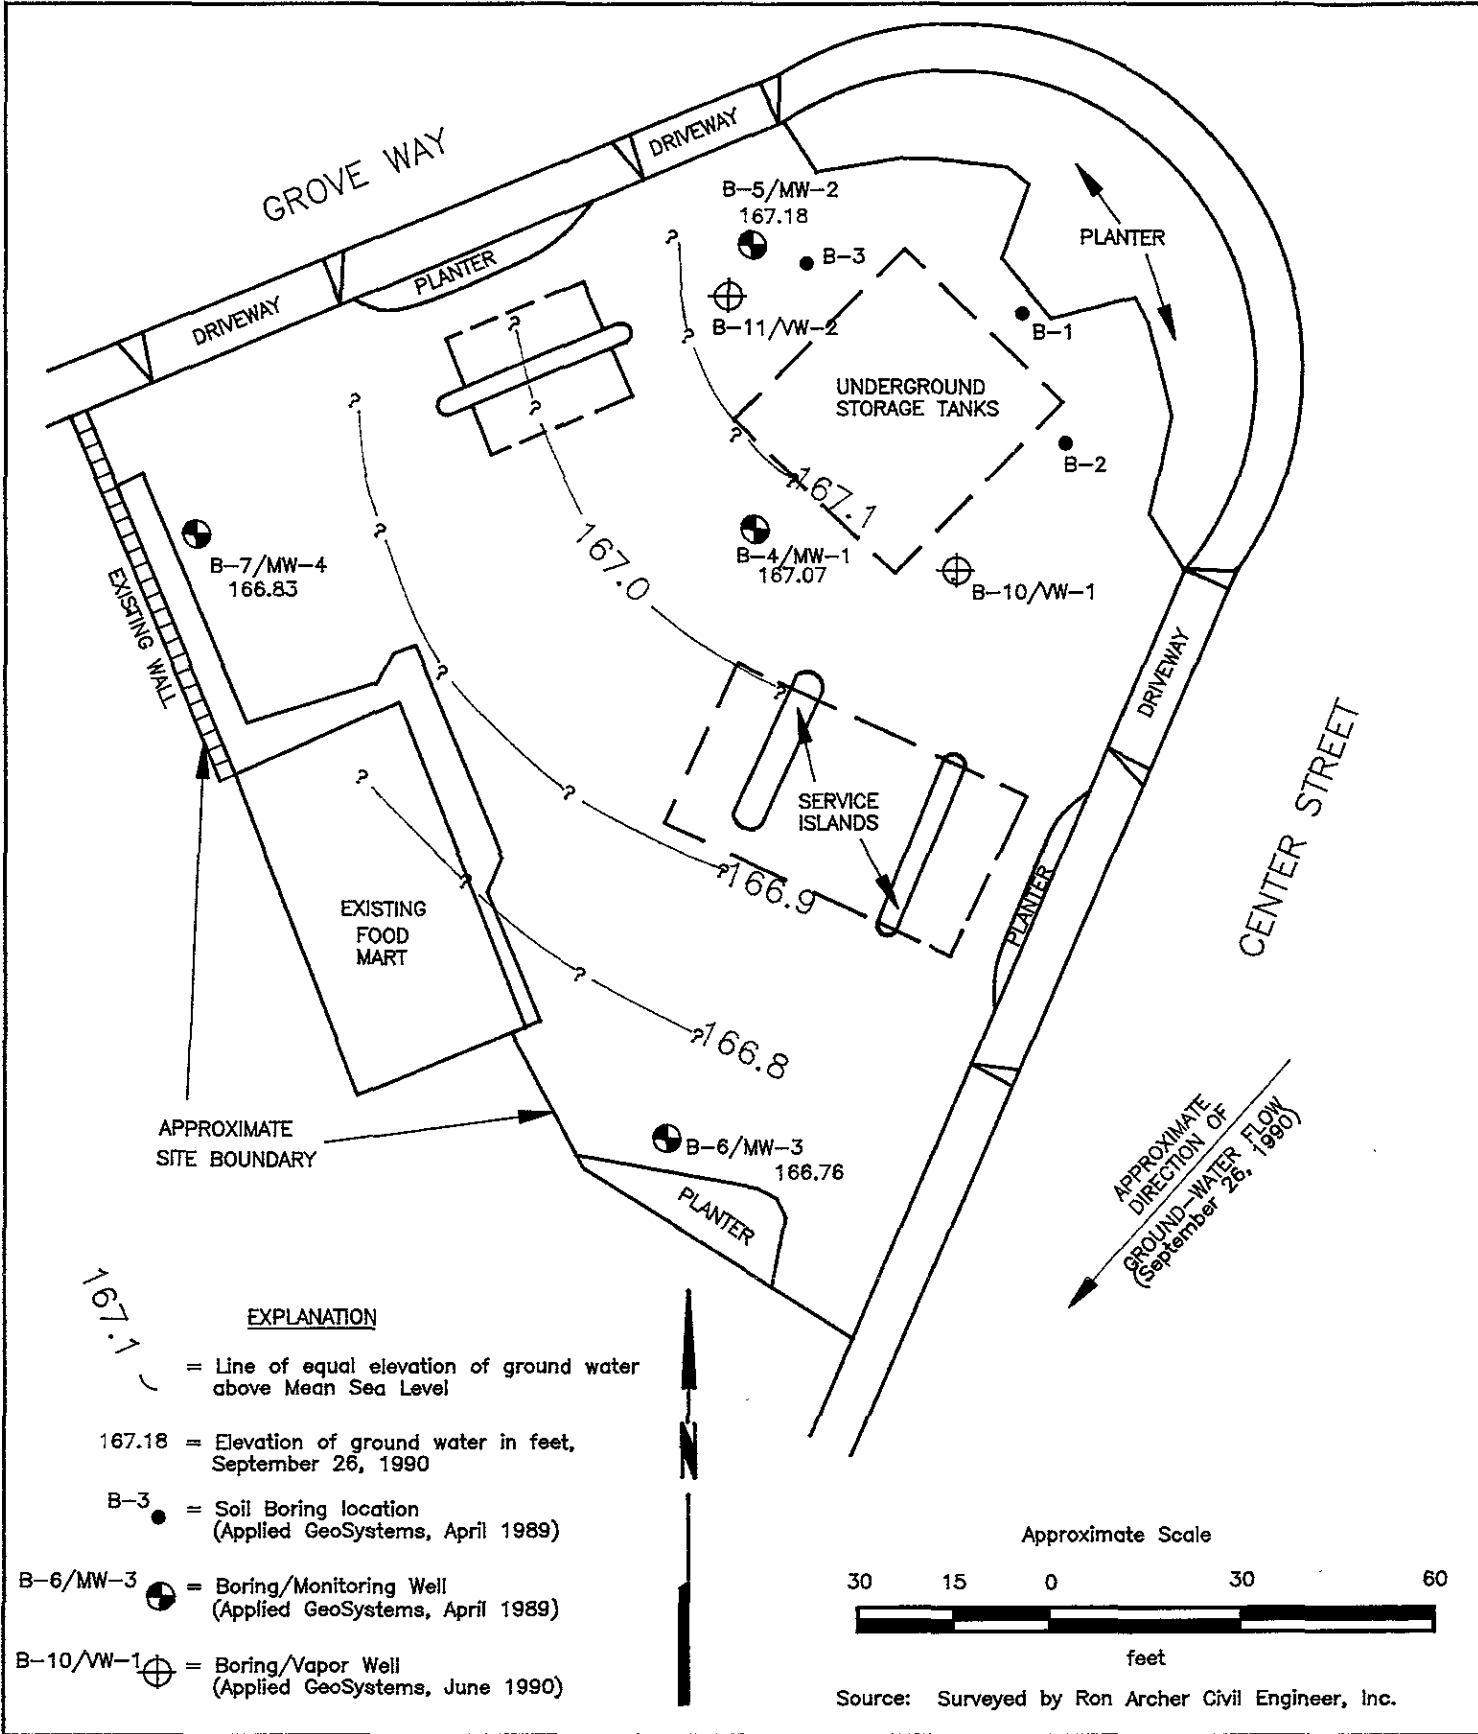 GROVE WAY
DRIVEWAY
DRIVEWAY
PLANTER
B-5/MW-2
167.18
B-3
B-11/VW-2
PLANTER
B-1
UNDERGROUND
STORAGE TANKS
B-2
?
?
?
?
167.1
?
?
167.0
?
B-4/MW-1
167.07
B-10/VW-1
B-7/MW-4
166.83
EXISTING WALL
?
?
?
?
?
166.9
SERVICE
ISLANDS
DRIVEWAY
CENTER STREET
PLANTER
EXISTING
FOOD
MART
?
?
?
?
166.8
APPROXIMATE
SITE BOUNDARY
B-6/MW-3
166.76
PLANTER
APPROXIMATE
DIRECTION OF
GROUND-WATER FLOW
(September 26, 1990)
EXPLANATION
167.1
= Line of equal elevation of ground water
above Mean Sea Level
167.18 = Elevation of ground water in feet,
September 26, 1990
B-3 = Soil Boring location
(Applied GeoSystems, April 1989)
B-6/MW-3 = Boring/Monitoring Well
(Applied GeoSystems, April 1989)
B-10/VW-1 = Boring/Vapor Well
(Applied GeoSystems, June 1990)
N
Approximate Scale
30 15 0 30 60
feet
Source: Surveyed by Ron Archer Civil Engineer, Inc.